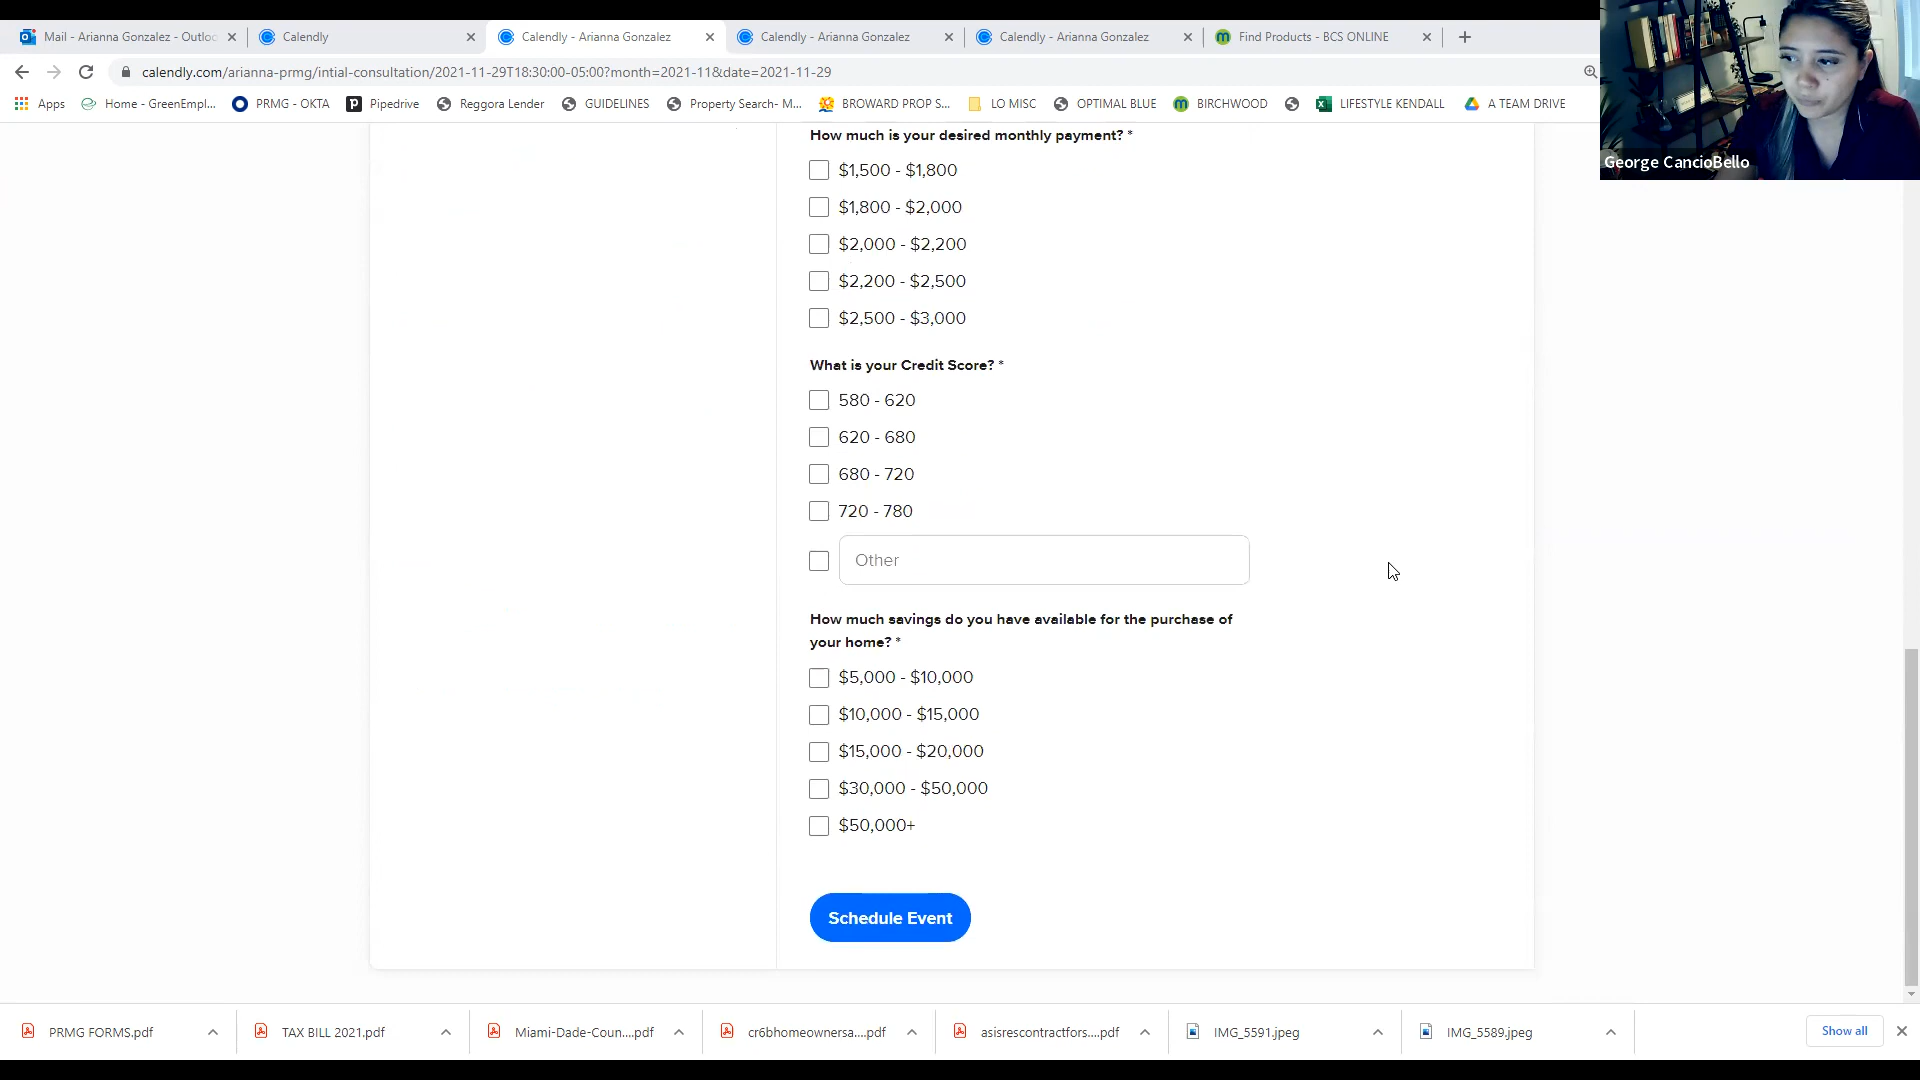 Mail - Arianna Gonzalez - Outloo
Calendly
Calendly - Arianna Gonzalez
Calendly - Arianna Gonzalez
Calendly - Arianna Gonzalez
Find Products - BCS ONLINE
calendly.com/arianna-prmg/intial-consultation/2021-11-29T18:30:00-05:00?month=2021-11&date=2021-11-29
Apps
Home - GreenEmpl...
PRMG - OKTA
Pipedrive
Reggora Lender
GUIDELINES
Property Search- M...
BROWARD PROP S...
LO MISC
OPTIMAL BLUE
BIRCHWOOD
LIFESTYLE KENDALL
A TEAM DRIVE
George CancioBello
How much is your desired monthly payment? *
$1,500 - $1,800
$1,800 - $2,000
$2,000 - $2,200
$2,200 - $2,500
$2,500 - $3,000
What is your Credit Score? *
580 - 620
620 - 680
680 - 720
720 - 780
Other
How much savings do you have available for the purchase of
your home? *
$5,000 - $10,000
$10,000 - $15,000
$15,000 - $20,000
$30,000 - $50,000
$50,000+
Schedule Event
PRMG FORMS.pdf
TAX BILL 2021.pdf
Miami-Dade-Coun....pdf
cr6bhomeownersa....pdf
asisrescontractfors....pdf
IMG_5591.jpeg
IMG_5589.jpeg
Show all